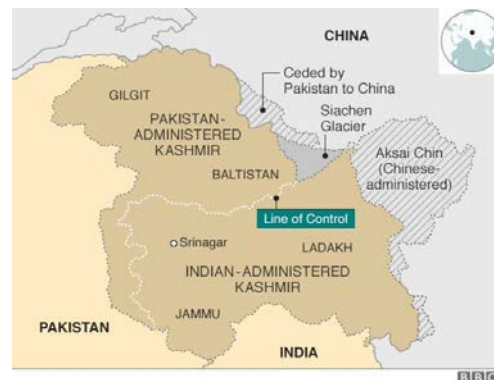 CHINA
Ceded by
Pakistan to China
GILGIT
Siachen
Glacier
PAKISTAN-
ADMINISTERED
KASHMIR
Aksai Chin
(Chinese-
administered)
BALTISTAN
Line of Control
Srinagar
LADAKH
INDIAN-ADMINISTERED
KASHMIR
JAMMU
PAKISTAN
INDIA
BBC